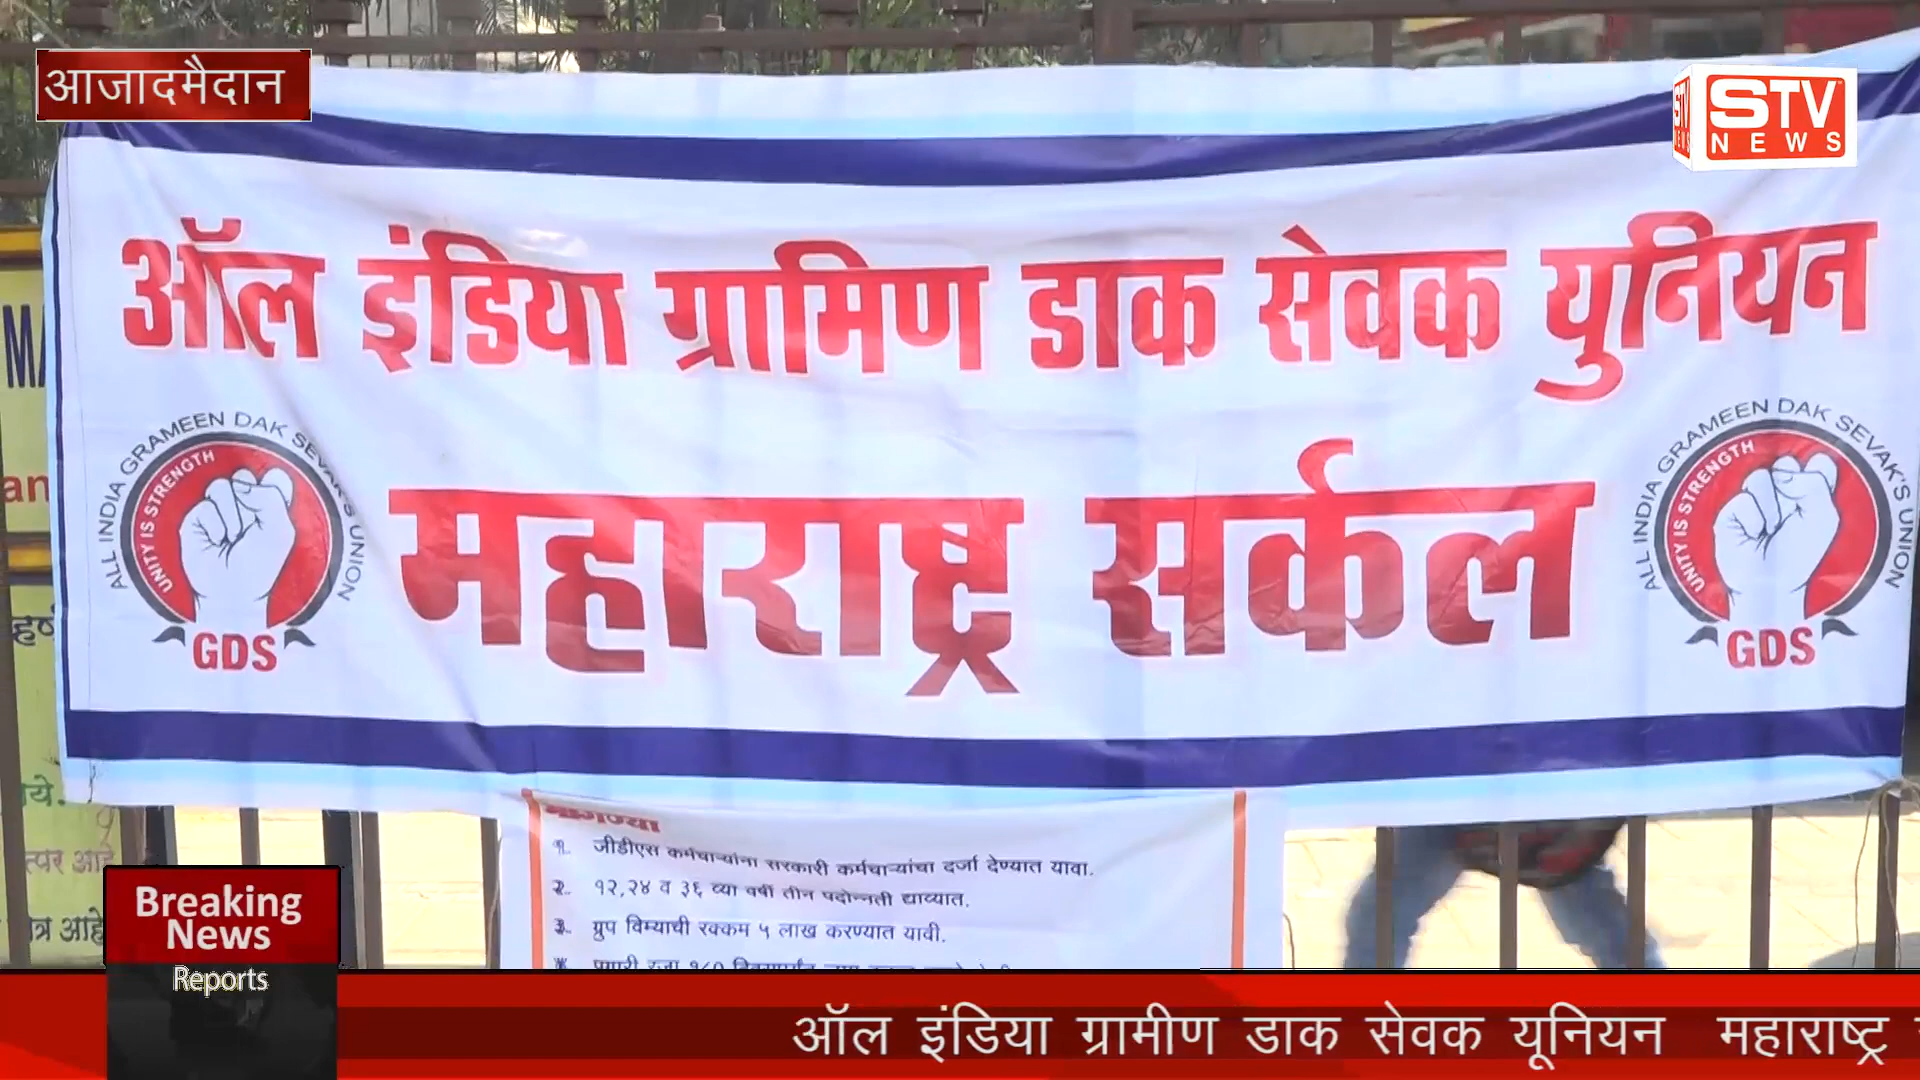 आजादमैदान
STV
NEWS
ऑल इंडिया ग्रामिण डाक सेवक युनियन
महाराष्ट्र सर्कल
ALL INDIA GRAMEEN DAK SEVAK'S UNION
UNITY IS STRENGTH
GDS
ALL INDIA GRAMEEN DAK SEVAK'S UNION
UNITY IS STRENGTH
GDS
मागण्या
१. जीडीएस कर्मचाऱ्यांना सरकारी कर्मचाऱ्यांचा दर्जा देण्यात यावा.
२. १२,२४ व ३६ व्या वर्षी तीन पदोन्नती द्याव्यात.
३. ग्रुप विम्याची रक्कम ५ लाख करण्यात यावी.
Breaking
News
Reports
ऑल इंडिया ग्रामीण डाक सेवक यूनियन महाराष्ट्र